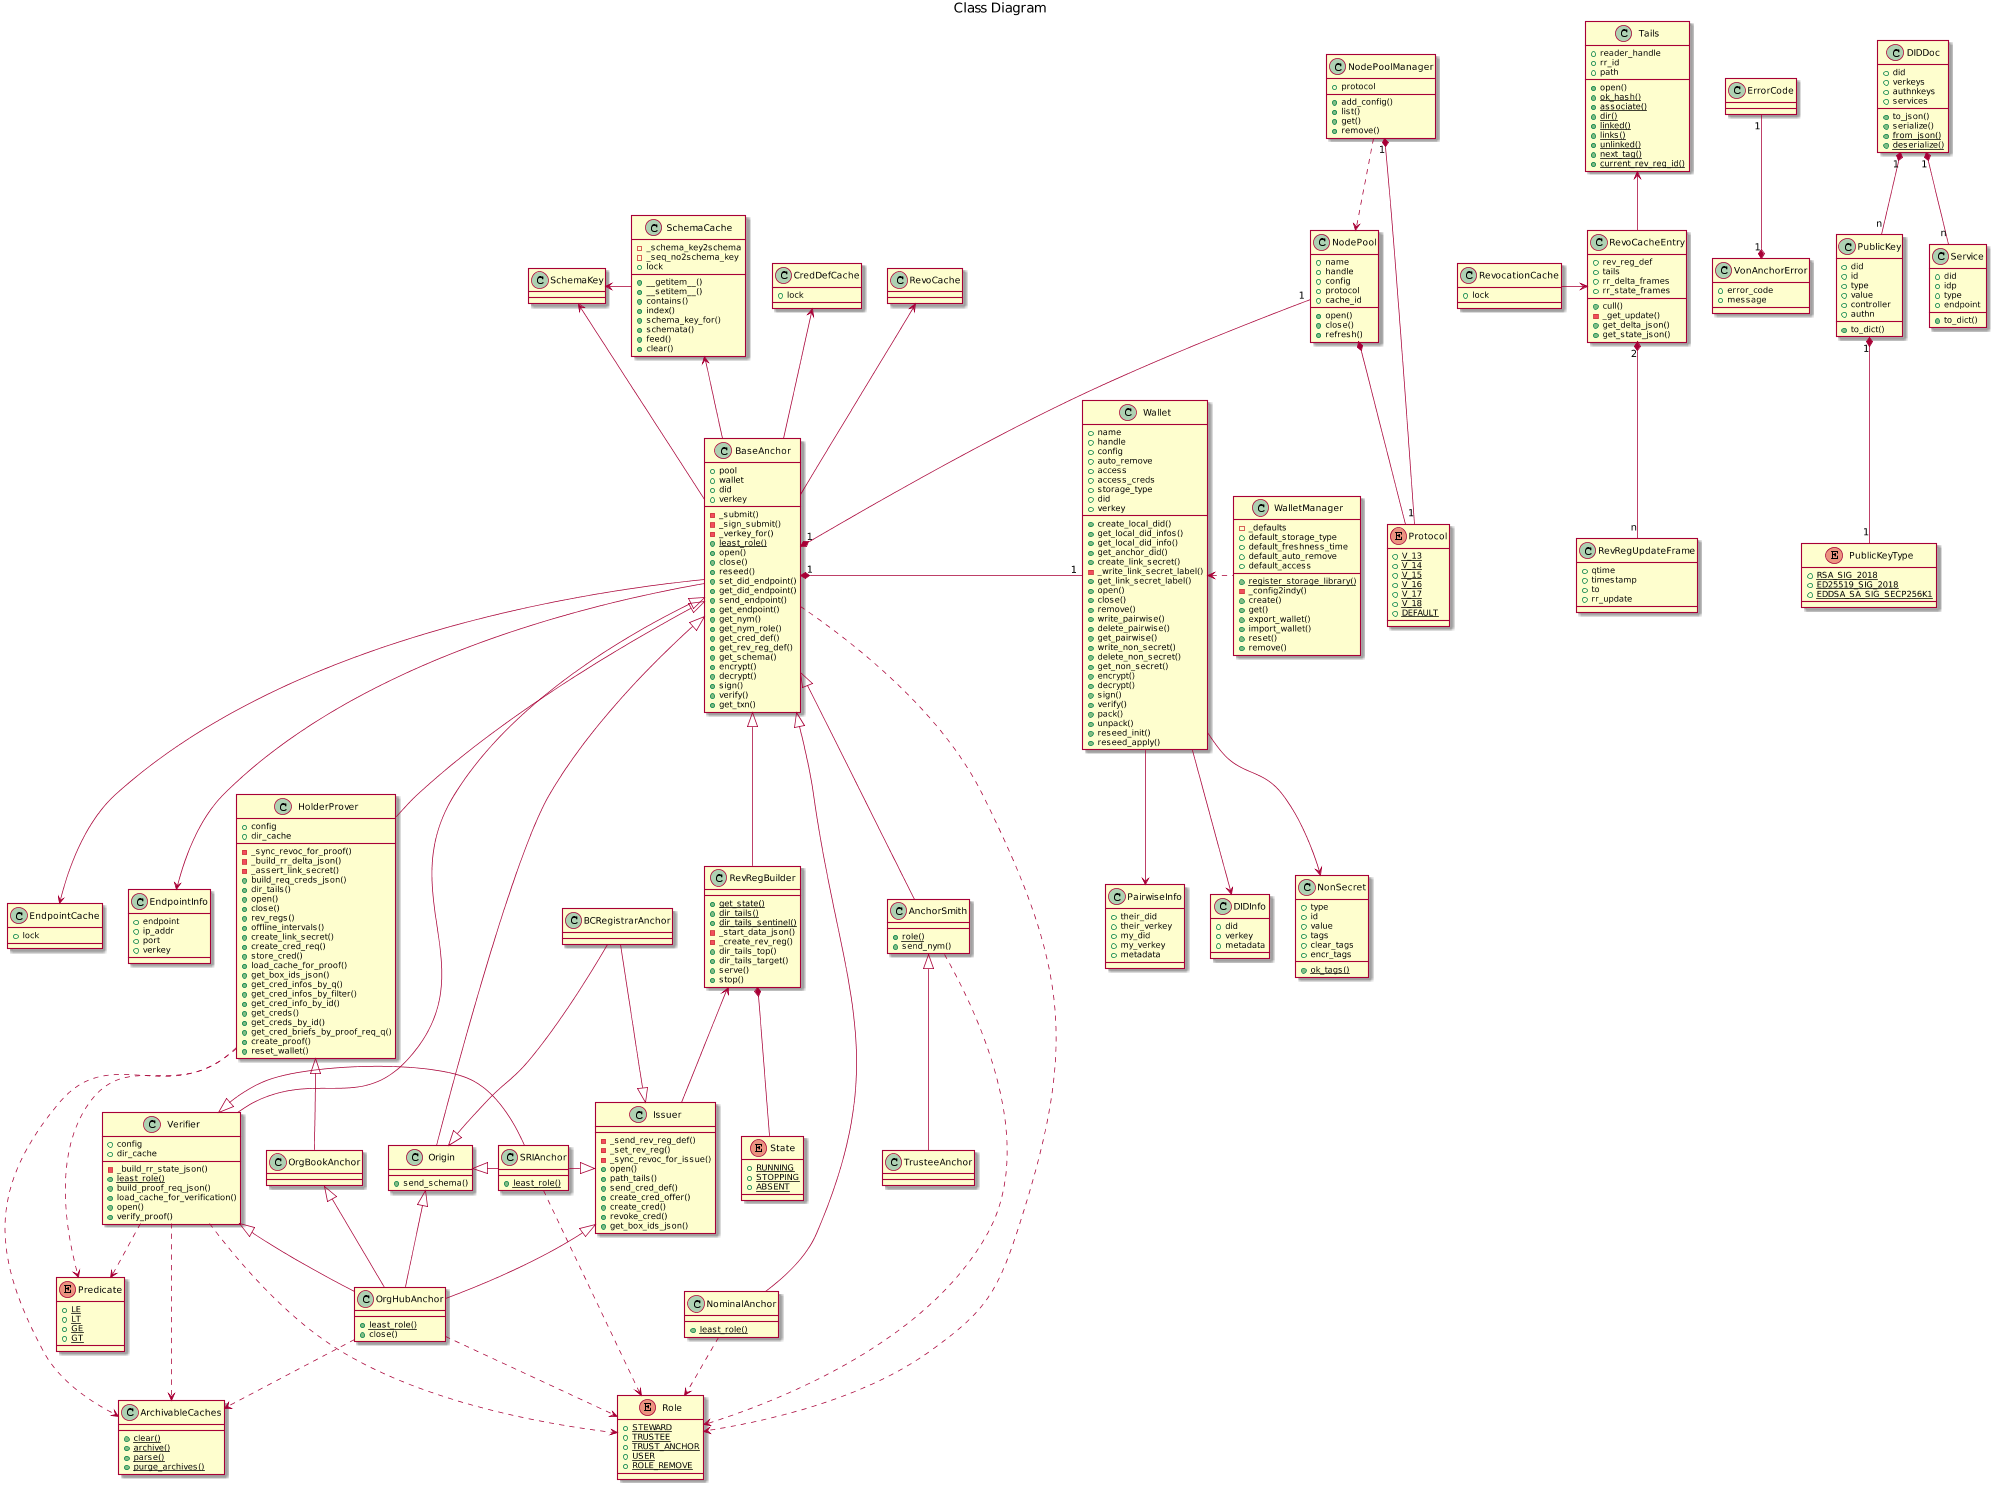 Class Diagram
C Tails
reader_handle
rr_id
path
open()
ok_hash()
associate()
dir()
linked()
links()
unlinked()
next_tag()
current_rev_reg_id()
C DIDDoc
did
verkeys
authnkeys
services
to_json()
serialize()
from_json()
deserialize()
C NodePoolManager
protocol
add_config()
list()
get()
remove()
C ErrorCode
1
1
1
1
C SchemaCache
_schema_key2schema
_seq_no2schema_key
lock
__getitem__()
__setitem__()
contains()
index()
schema_key_for()
schemata()
feed()
clear()
C SchemaKey
C CredDefCache
lock
C RevoCache
C NodePool
name
handle
config
protocol
cache_id
open()
close()
refresh()
1
C RevocationCache
lock
C RevoCacheEntry
rev_reg_def
tails
rr_delta_frames
rr_state_frames
cull()
_get_update()
get_delta_json()
get_state_json()
2
1
C VonAnchorError
error_code
message
n
C PublicKey
did
id
type
value
controller
authn
to_dict()
1
n
C Service
did
idp
type
endpoint
to_dict()
C BaseAnchor
pool
wallet
did
verkey
_submit()
_sign_submit()
_verkey_for()
least_role()
open()
close()
reseed()
set_did_endpoint()
get_did_endpoint()
send_endpoint()
get_endpoint()
get_nym()
get_nym_role()
get_cred_def()
get_rev_reg_def()
get_schema()
encrypt()
decrypt()
sign()
verify()
get_txn()
1
1
1
C Wallet
name
handle
config
auto_remove
access
access_creds
storage_type
did
verkey
create_local_did()
get_local_did_infos()
get_local_did_info()
get_anchor_did()
create_link_secret()
_write_link_secret_label()
get_link_secret_label()
open()
close()
remove()
write_pairwise()
delete_pairwise()
get_pairwise()
write_non_secret()
delete_non_secret()
get_non_secret()
encrypt()
decrypt()
sign()
verify()
pack()
unpack()
reseed_init()
reseed_apply()
C WalletManager
_defaults
default_storage_type
default_freshness_time
default_auto_remove
default_access
register_storage_library()
_config2indy()
create()
get()
export_wallet()
import_wallet()
reset()
remove()
1
E Protocol
V_13
V_14
V_15
V_16
V_17
V_18
DEFAULT
n
C RevRegUpdateFrame
qtime
timestamp
to
rr_update
1
E PublicKeyType
RSA_SIG_2018
ED25519_SIG_2018
EDDSA_SA_SIG_SECP256K1
C HolderProver
config
dir_cache
_sync_revoc_for_proof()
_build_rr_delta_json()
_assert_link_secret()
build_req_creds_json()
dir_tails()
open()
close()
rev_regs()
offline_intervals()
create_link_secret()
create_cred_req()
store_cred()
load_cache_for_proof()
get_box_ids_json()
get_cred_infos_by_q()
get_cred_infos_by_filter()
get_cred_info_by_id()
get_creds()
get_creds_by_id()
get_cred_briefs_by_proof_req_q()
create_proof()
reset_wallet()
C EndpointCache
lock
C EndpointInfo
endpoint
ip_addr
port
verkey
C BCRegistrarAnchor
C RevRegBuilder
get_state()
dir_tails()
dir_tails_sentinel()
_start_data_json()
_create_rev_reg()
dir_tails_top()
dir_tails_target()
serve()
stop()
C AnchorSmith
role()
send_nym()
C PairwiseInfo
their_did
their_verkey
my_did
my_verkey
metadata
C DIDInfo
did
verkey
metadata
C NonSecret
type
id
value
tags
clear_tags
encr_tags
ok_tags()
C Verifier
config
dir_cache
_build_rr_state_json()
least_role()
build_proof_req_json()
load_cache_for_verification()
open()
verify_proof()
C OrgBookAnchor
C Origin
send_schema()
C SRIAnchor
least_role()
C Issuer
_send_rev_reg_def()
_set_rev_reg()
_sync_revoc_for_issue()
open()
path_tails()
send_cred_def()
create_cred_offer()
create_cred()
revoke_cred()
get_box_ids_json()
E State
RUNNING
STOPPING
ABSENT
C TrusteeAnchor
E Predicate
LE
LT
GE
GT
C OrgHubAnchor
least_role()
close()
C NominalAnchor
least_role()
C ArchivableCaches
clear()
archive()
parse()
purge_archives()
E Role
STEWARD
TRUSTEE
TRUST_ANCHOR
USER
ROLE_REMOVE